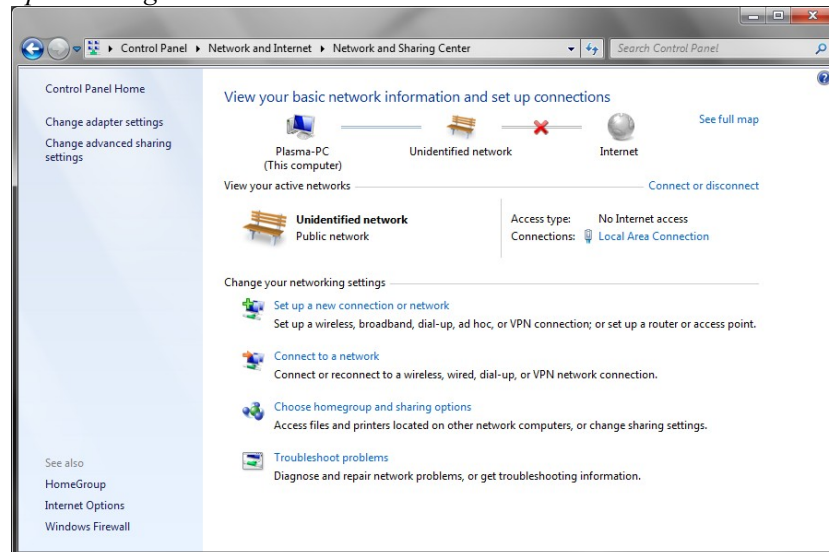 Control Panel ▸ Network and Internet ▸ Network and Sharing Center
Search Control Panel
Control Panel Home
Change adapter settings
Change advanced sharing
settings
View your basic network information and set up connections
See full map
Plasma-PC
(This computer)
Unidentified network
Internet
View your active networks
Connect or disconnect
Unidentified network
Public network
Access type: No Internet access
Connections: Local Area Connection
Change your networking settings
Set up a new connection or network
Set up a wireless, broadband, dial-up, ad hoc, or VPN connection; or set up a router or access point.
Connect to a network
Connect or reconnect to a wireless, wired, dial-up, or VPN network connection.
Choose homegroup and sharing options
Access files and printers located on other network computers, or change sharing settings.
Troubleshoot problems
Diagnose and repair network problems, or get troubleshooting information.
See also
HomeGroup
Internet Options
Windows Firewall